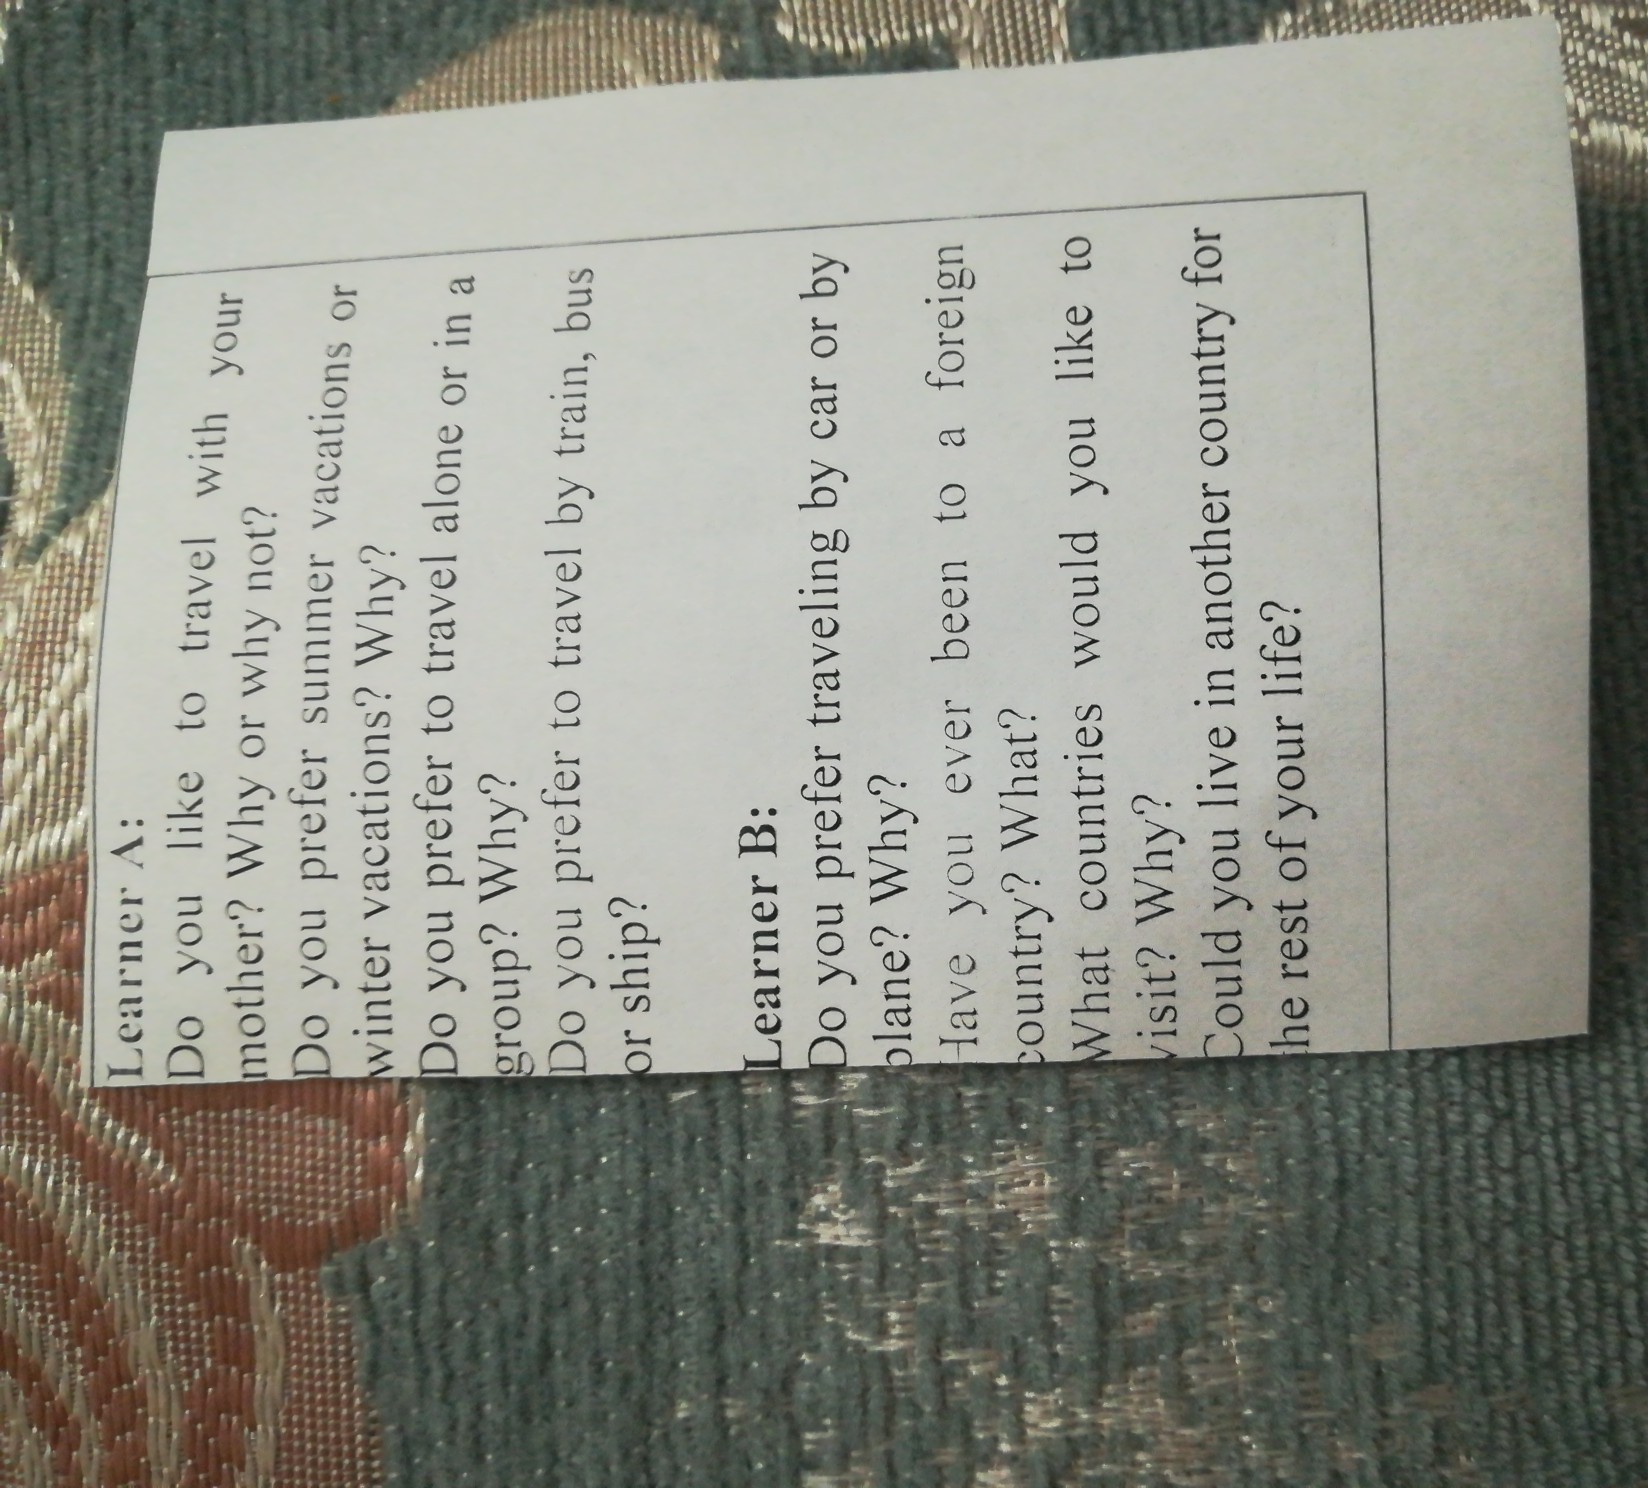 Learner A:
Do you like to travel with your
mother? Why or why not?
Do you prefer summer vacations or
winter vacations? Why?
Do you prefer to travel alone or in a
group? Why?
Do you prefer to travel by train, bus
or ship?
Learner B:
Do you prefer traveling by car or by
plane? Why?
Have you ever been to a foreign
country? What?
What countries would you like to
visit? Why?
Could you live in another country for
the rest of your life?